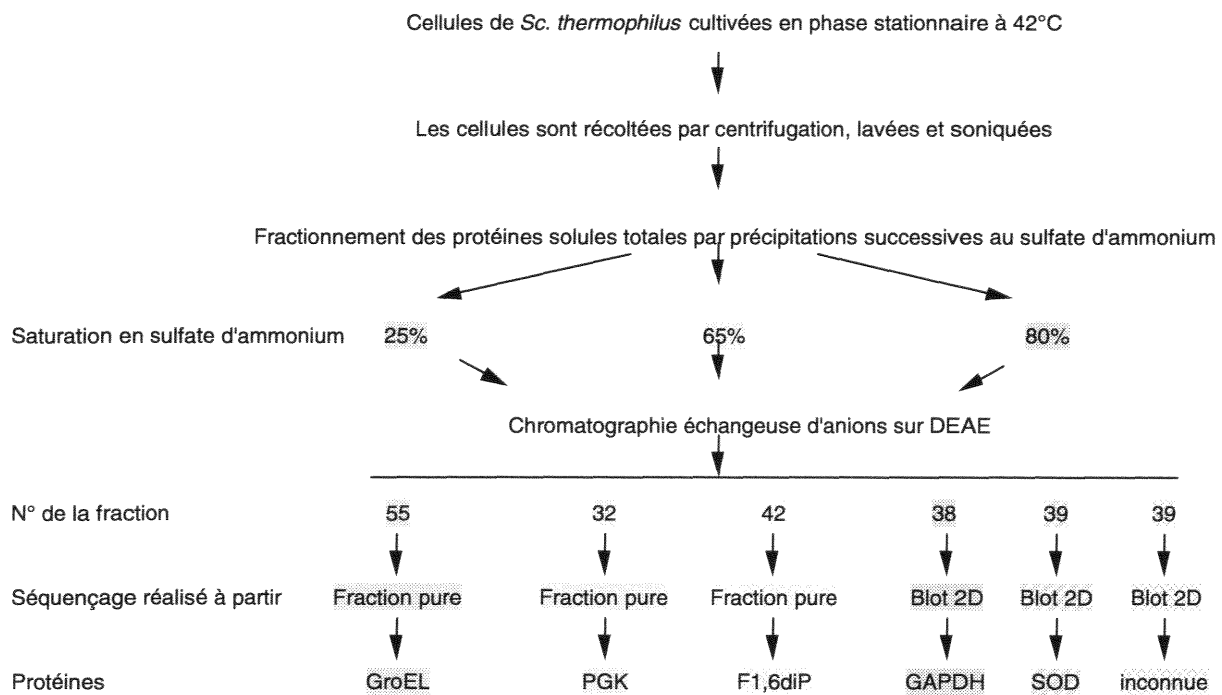 Cellules de Sc. thermophilus cultivées en phase stationnaire à 42°C
Les cellules sont récoltées par centrifugation, lavées et soniquées
Fractionnement des protéines solules totales par précipitations successives au sulfate d'ammonium
Saturation en sulfate d'ammonium 25% 65% 80%
Chromatographie échangeuse d'anions sur DEAE
N° de la fraction 55 32 42 38 39 39
Séquençage réalisé à partir Fraction pure Fraction pure Fraction pure Blot 2D Blot 2D Blot 2D
Protéines GroEL PGK F1,6diP GAPDH SOD inconnue